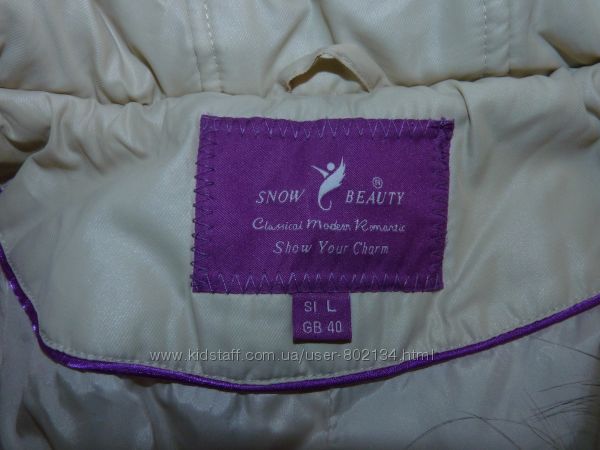 SNOW BEAUTY ®
Classical Modern Romantic
Show Your Charm
SI L
GB 40
www.kidstaff.com.ua/user-802134.html